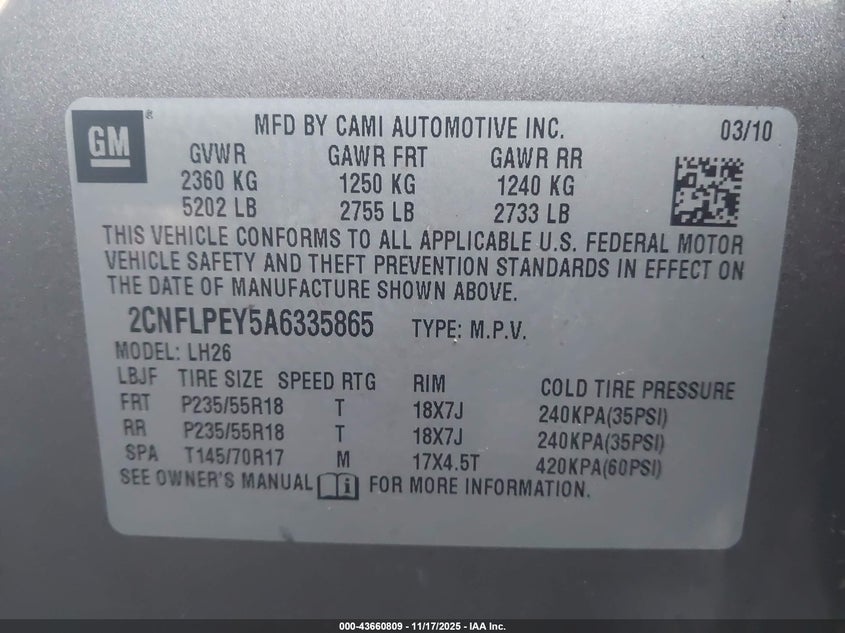 GM ®
MFD BY CAMI AUTOMOTIVE INC. 03/10
GVWR GAWR FRT GAWR RR
2360 KG 1250 KG 1240 KG
5202 LB 2755 LB 2733 LB
THIS VEHICLE CONFORMS TO ALL APPLICABLE U.S. FEDERAL MOTOR
VEHICLE SAFETY AND THEFT PREVENTION STANDARDS IN EFFECT ON
THE DATE OF MANUFACTURE SHOWN ABOVE.
2CNFLPEY5A6335865 TYPE: M.P.V.
MODEL: LH26
LBJF TIRE SIZE SPEED RTG RIM COLD TIRE PRESSURE
FRT P235/55R18 T 18X7J 240KPA(35PSI)
RR P235/55R18 T 18X7J 240KPA(35PSI)
SPA T145/70R17 M 17X4.5T 420KPA(60PSI)
SEE OWNER'S MANUAL i FOR MORE INFORMATION.
000-43660809 - 11/17/2025 - IAA Inc.